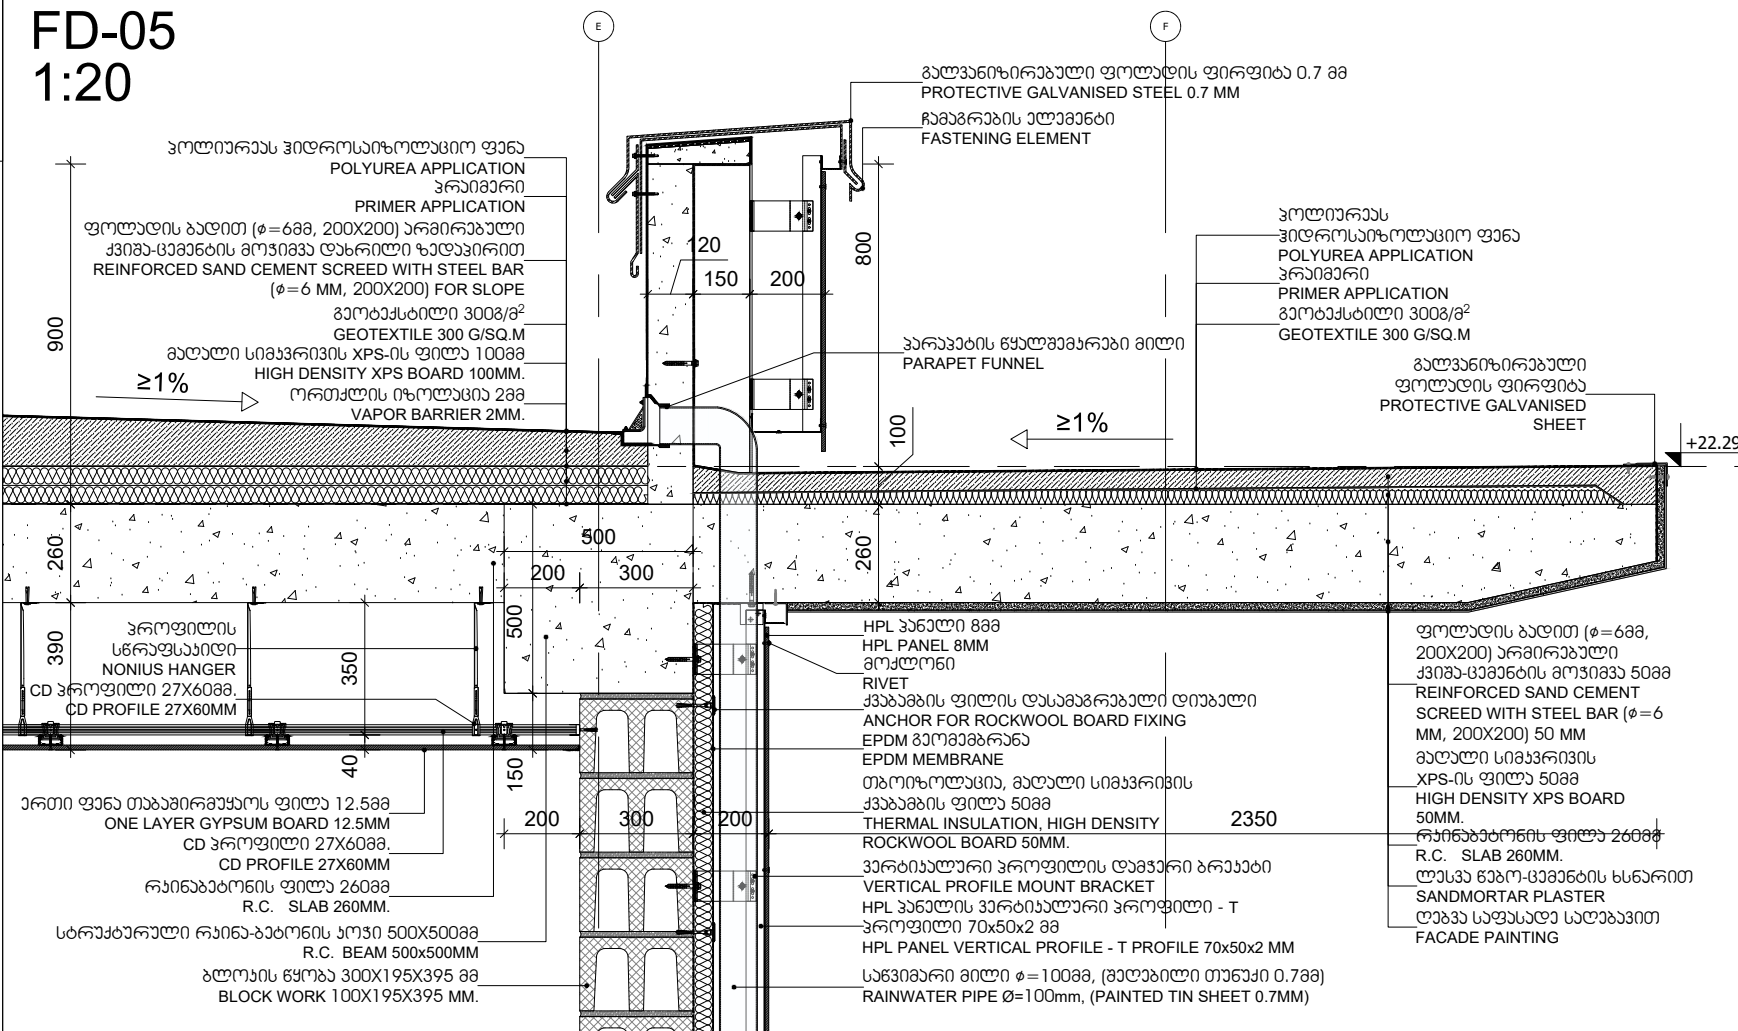 FD-05
1:20
E
F
გალვანიზირებული ფოლადის ფირფიტა 0.7 მმ
PROTECTIVE GALVANISED STEEL 0.7 MM
ჩამაგრების ელემენტი
FASTENING ELEMENT
პოლიურეას ჰიდროსაიზოლაციო ფენა
POLYUREA APPLICATION
პრაიმერი
PRIMER APPLICATION
ფოლადის ბადით (φ=6მმ, 200X200) არმირებული
ქვიშა-ცემენტის მოჭიმვა დახრილი ზედაპირით
REINFORCED SAND CEMENT SCREED WITH STEEL BAR
(φ=6 MM, 200X200) FOR SLOPE
გეოტექსტილი 300გ/მ²
GEOTEXTILE 300 G/SQ.M
მაღალი სიმკვრივის XPS-ის ფილა 100მმ
HIGH DENSITY XPS BOARD 100MM.
ორთქლის იზოლაცია 2მმ
VAPOR BARRIER 2MM.
პოლიურეას
ჰიდროსაიზოლაციო ფენა
POLYUREA APPLICATION
პრაიმერი
PRIMER APPLICATION
გეოტექსტილი 300გ/მ²
GEOTEXTILE 300 G/SQ.M
გალვანიზირებული
ფოლადის ფირფიტა
PROTECTIVE GALVANISED
SHEET
პარაპეტის წყალშემკრები მილი
PARAPET FUNNEL
120
150
200
800
900
≥1%
≥1%
100
+22.29
260
500
200
300
260
500
390
350
40
150
200
300
200
2350
პროფილის
სწრაფსაკიდი
NONIUS HANGER
CD პროფილი 27X60მმ.
CD PROFILE 27X60MM
ერთი ფენა თაბაშირმუყაოს ფილა 12.5მმ
ONE LAYER GYPSUM BOARD 12.5MM
CD პროფილი 27X60მმ.
CD PROFILE 27X60MM
რკინაბეტონის ფილა 260მმ
R.C. SLAB 260MM.
სტრუქტურული რკინა-ბეტონის კოჭი 500X500მმ
R.C. BEAM 500x500MM
ბლოკის წყობა 300X195X395 მმ
BLOCK WORK 100X195X395 MM.
HPL პანელი 8მმ
HPL PANEL 8MM
მოქლონი
RIVET
ქვაბამბის ფილის დასამაგრებელი დიუბელი
ANCHOR FOR ROCKWOOL BOARD FIXING
EPDM გეომემბრანა
EPDM MEMBRANE
თბოიზოლაცია, მაღალი სიმკვრივის
ქვაბამბის ფილა 50მმ
THERMAL INSULATION, HIGH DENSITY
ROCKWOOL BOARD 50MM.
ვერტიკალური პროფილის დამჭერი ბრეკეტი
VERTICAL PROFILE MOUNT BRACKET
HPL პანელის ვერტიკალური პროფილი - T
პროფილი 70x50x2 მმ
HPL PANEL VERTICAL PROFILE - T PROFILE 70x50x2 MM
საწვიმარი მილი φ=100მმ, (შეღებილი თუნუქი 0.7მმ)
RAINWATER PIPE Ø=100mm, (PAINTED TIN SHEET 0.7MM)
ფოლადის ბადით (φ=6მმ,
200X200) არმირებული
ქვიშა-ცემენტის მოჭიმვა 50მმ
REINFORCED SAND CEMENT
SCREED WITH STEEL BAR (φ=6
MM, 200X200) 50 MM
მაღალი სიმკვრივის
XPS-ის ფილა 50მმ
HIGH DENSITY XPS BOARD
50MM.
რკინაბეტონის ფილა 260მმ
R.C. SLAB 260MM.
ლესვა წებო-ცემენტის ხსნარით
SANDMORTAR PLASTER
ღებვა საფასადე საღებავით
FACADE PAINTING